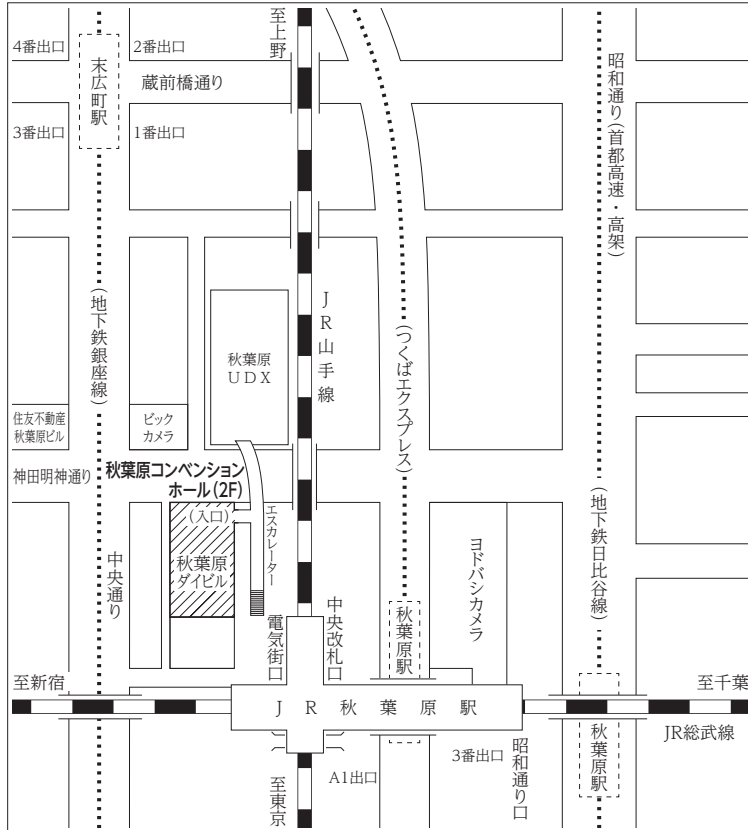 至上野
4番出口
2番出口
末広町駅
蔵前橋通り
3番出口
1番出口
昭和通り(首都高速・高架)
(地下鉄銀座線)
JR山手線
(つくばエクスプレス)
秋葉原
UDX
住友不動産
秋葉原ビル
ビック
カメラ
神田明神通り
秋葉原コンベンション
ホール(2F)
(入口)
エスカレーター
秋葉原
ダイビル
中央通り
ヨドバシカメラ
(地下鉄日比谷線)
電気街口
中央改札口
秋葉原駅
至新宿
至千葉
JR秋葉原駅
JR総武線
秋葉原駅
昭和通り口
3番出口
A1出口
至東京